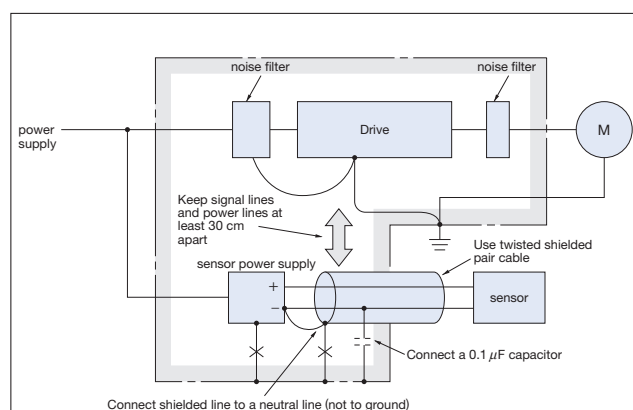 noise filter
noise filter
power
supply
Drive
M
Keep signal lines
and power lines at
least 30 cm
apart
Use twisted shielded
pair cable
sensor power supply
+
−
sensor
Connect a 0.1 μF capacitor
Connect shielded line to a neutral line (not to ground)